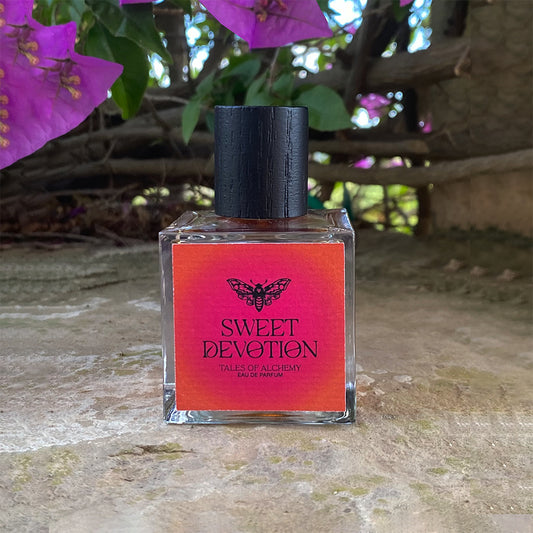 SWEET
DEVOTION
TALES OF ALCHEMY
EAU DE PARFUM